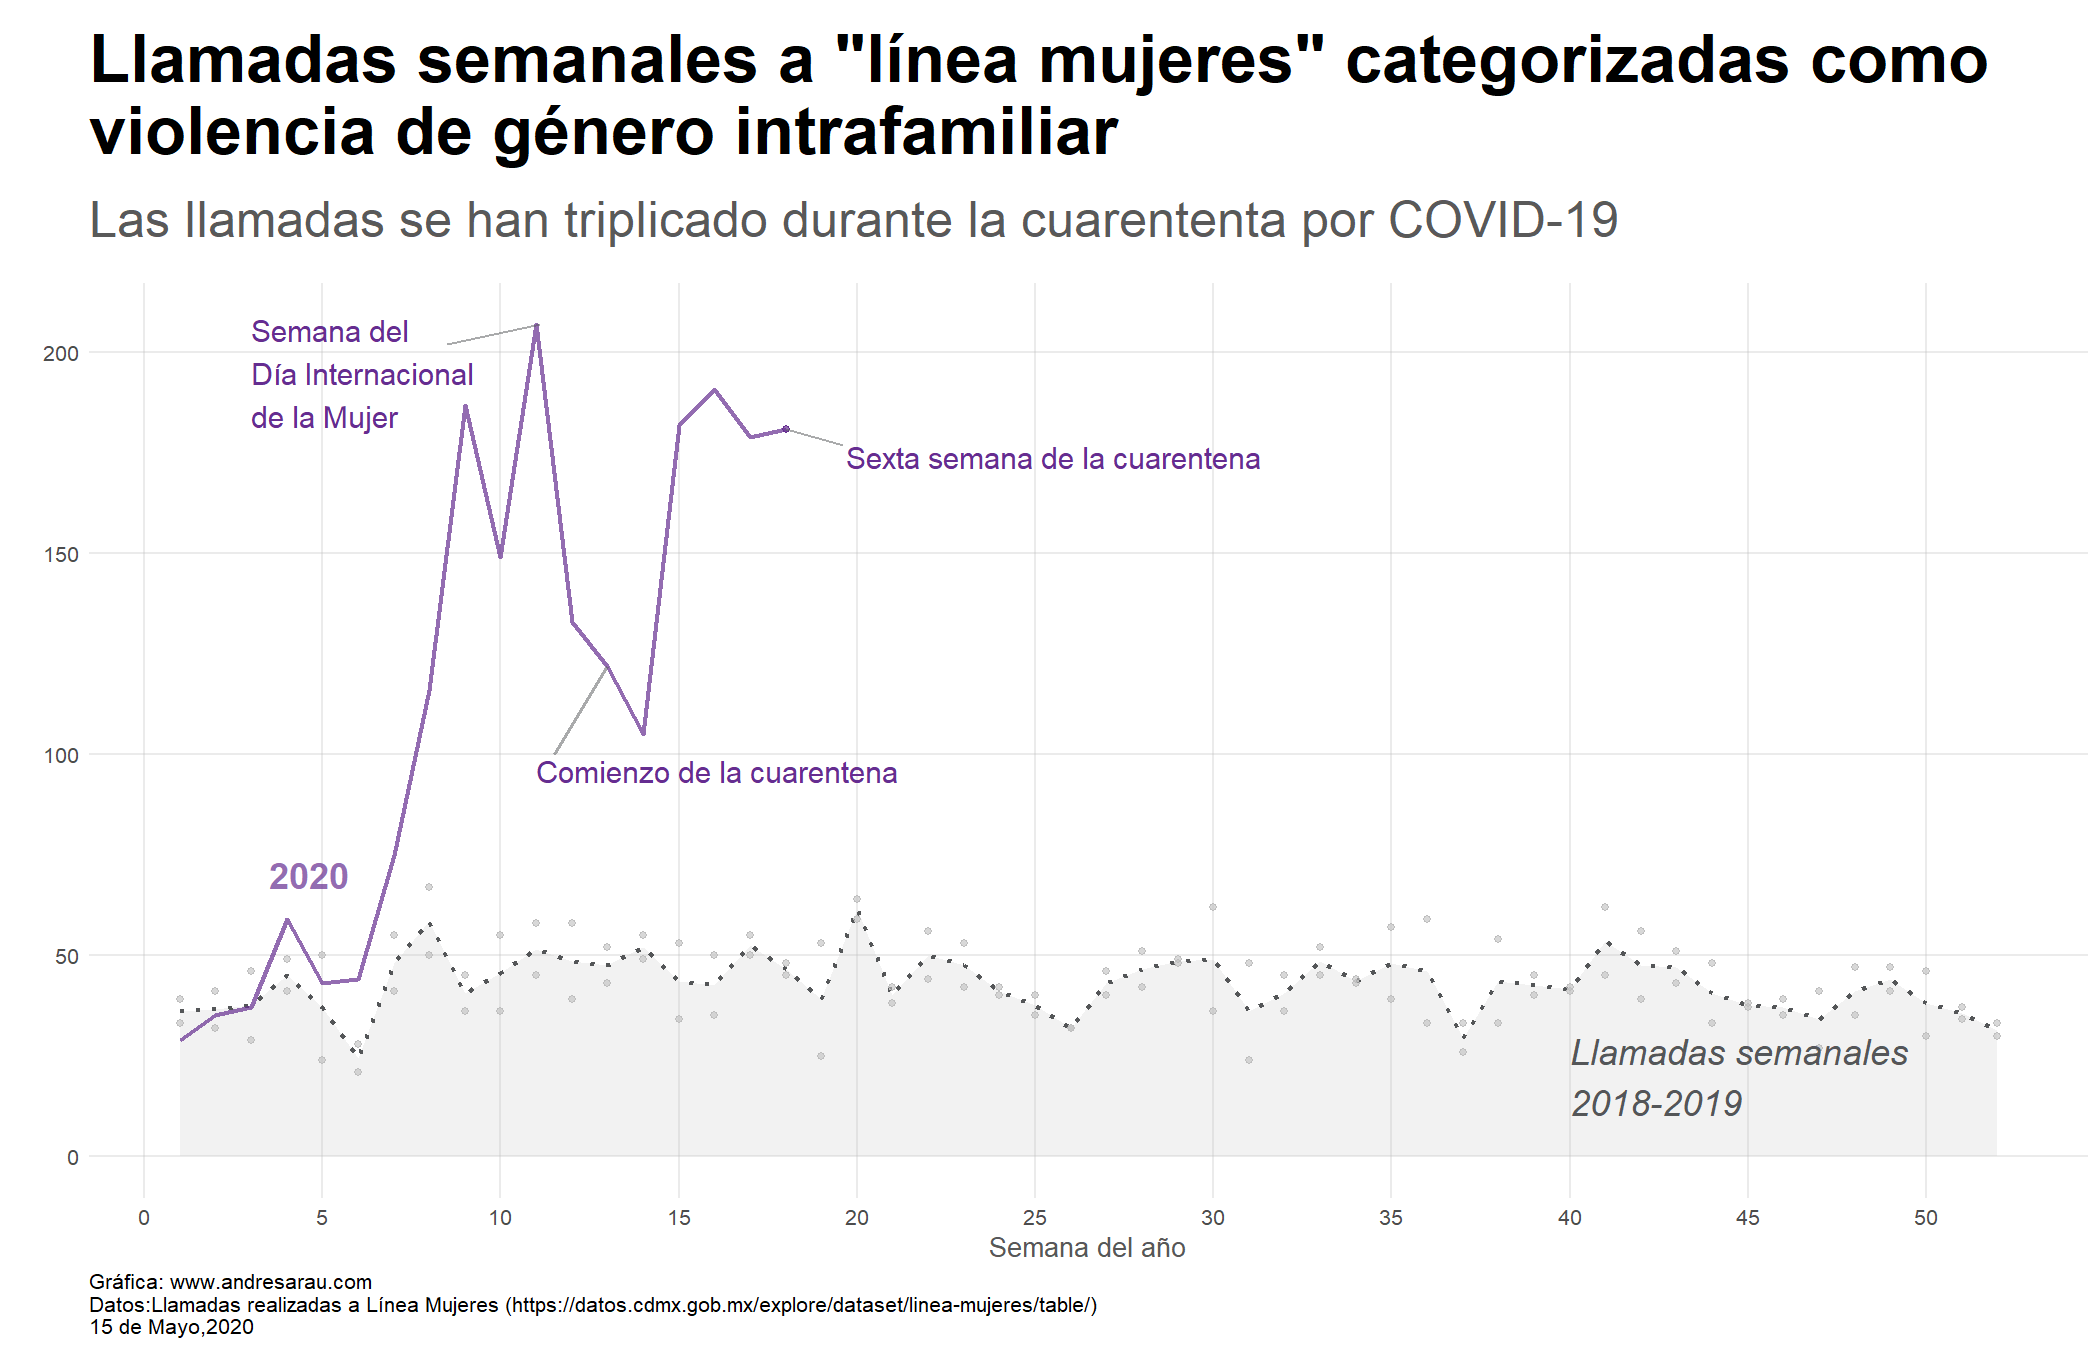 Llamadas semanales a "línea mujeres" categorizadas como
violencia de género intrafamiliar
Las llamadas se han triplicado durante la cuarententa por COVID-19
Semana del
Día Internacional
de la Mujer
200
Sexta semana de la cuarentena
150
100
Comienzo de la cuarentena
2020
50
Llamadas semanales
2018-2019
0
0 5 10 15 20 25 30 35 40 45 50
Semana del año
Gráfica: www.andresarau.com
Datos:Llamadas realizadas a Línea Mujeres (https://datos.cdmx.gob.mx/explore/dataset/linea-mujeres/table/)
15 de Mayo,2020